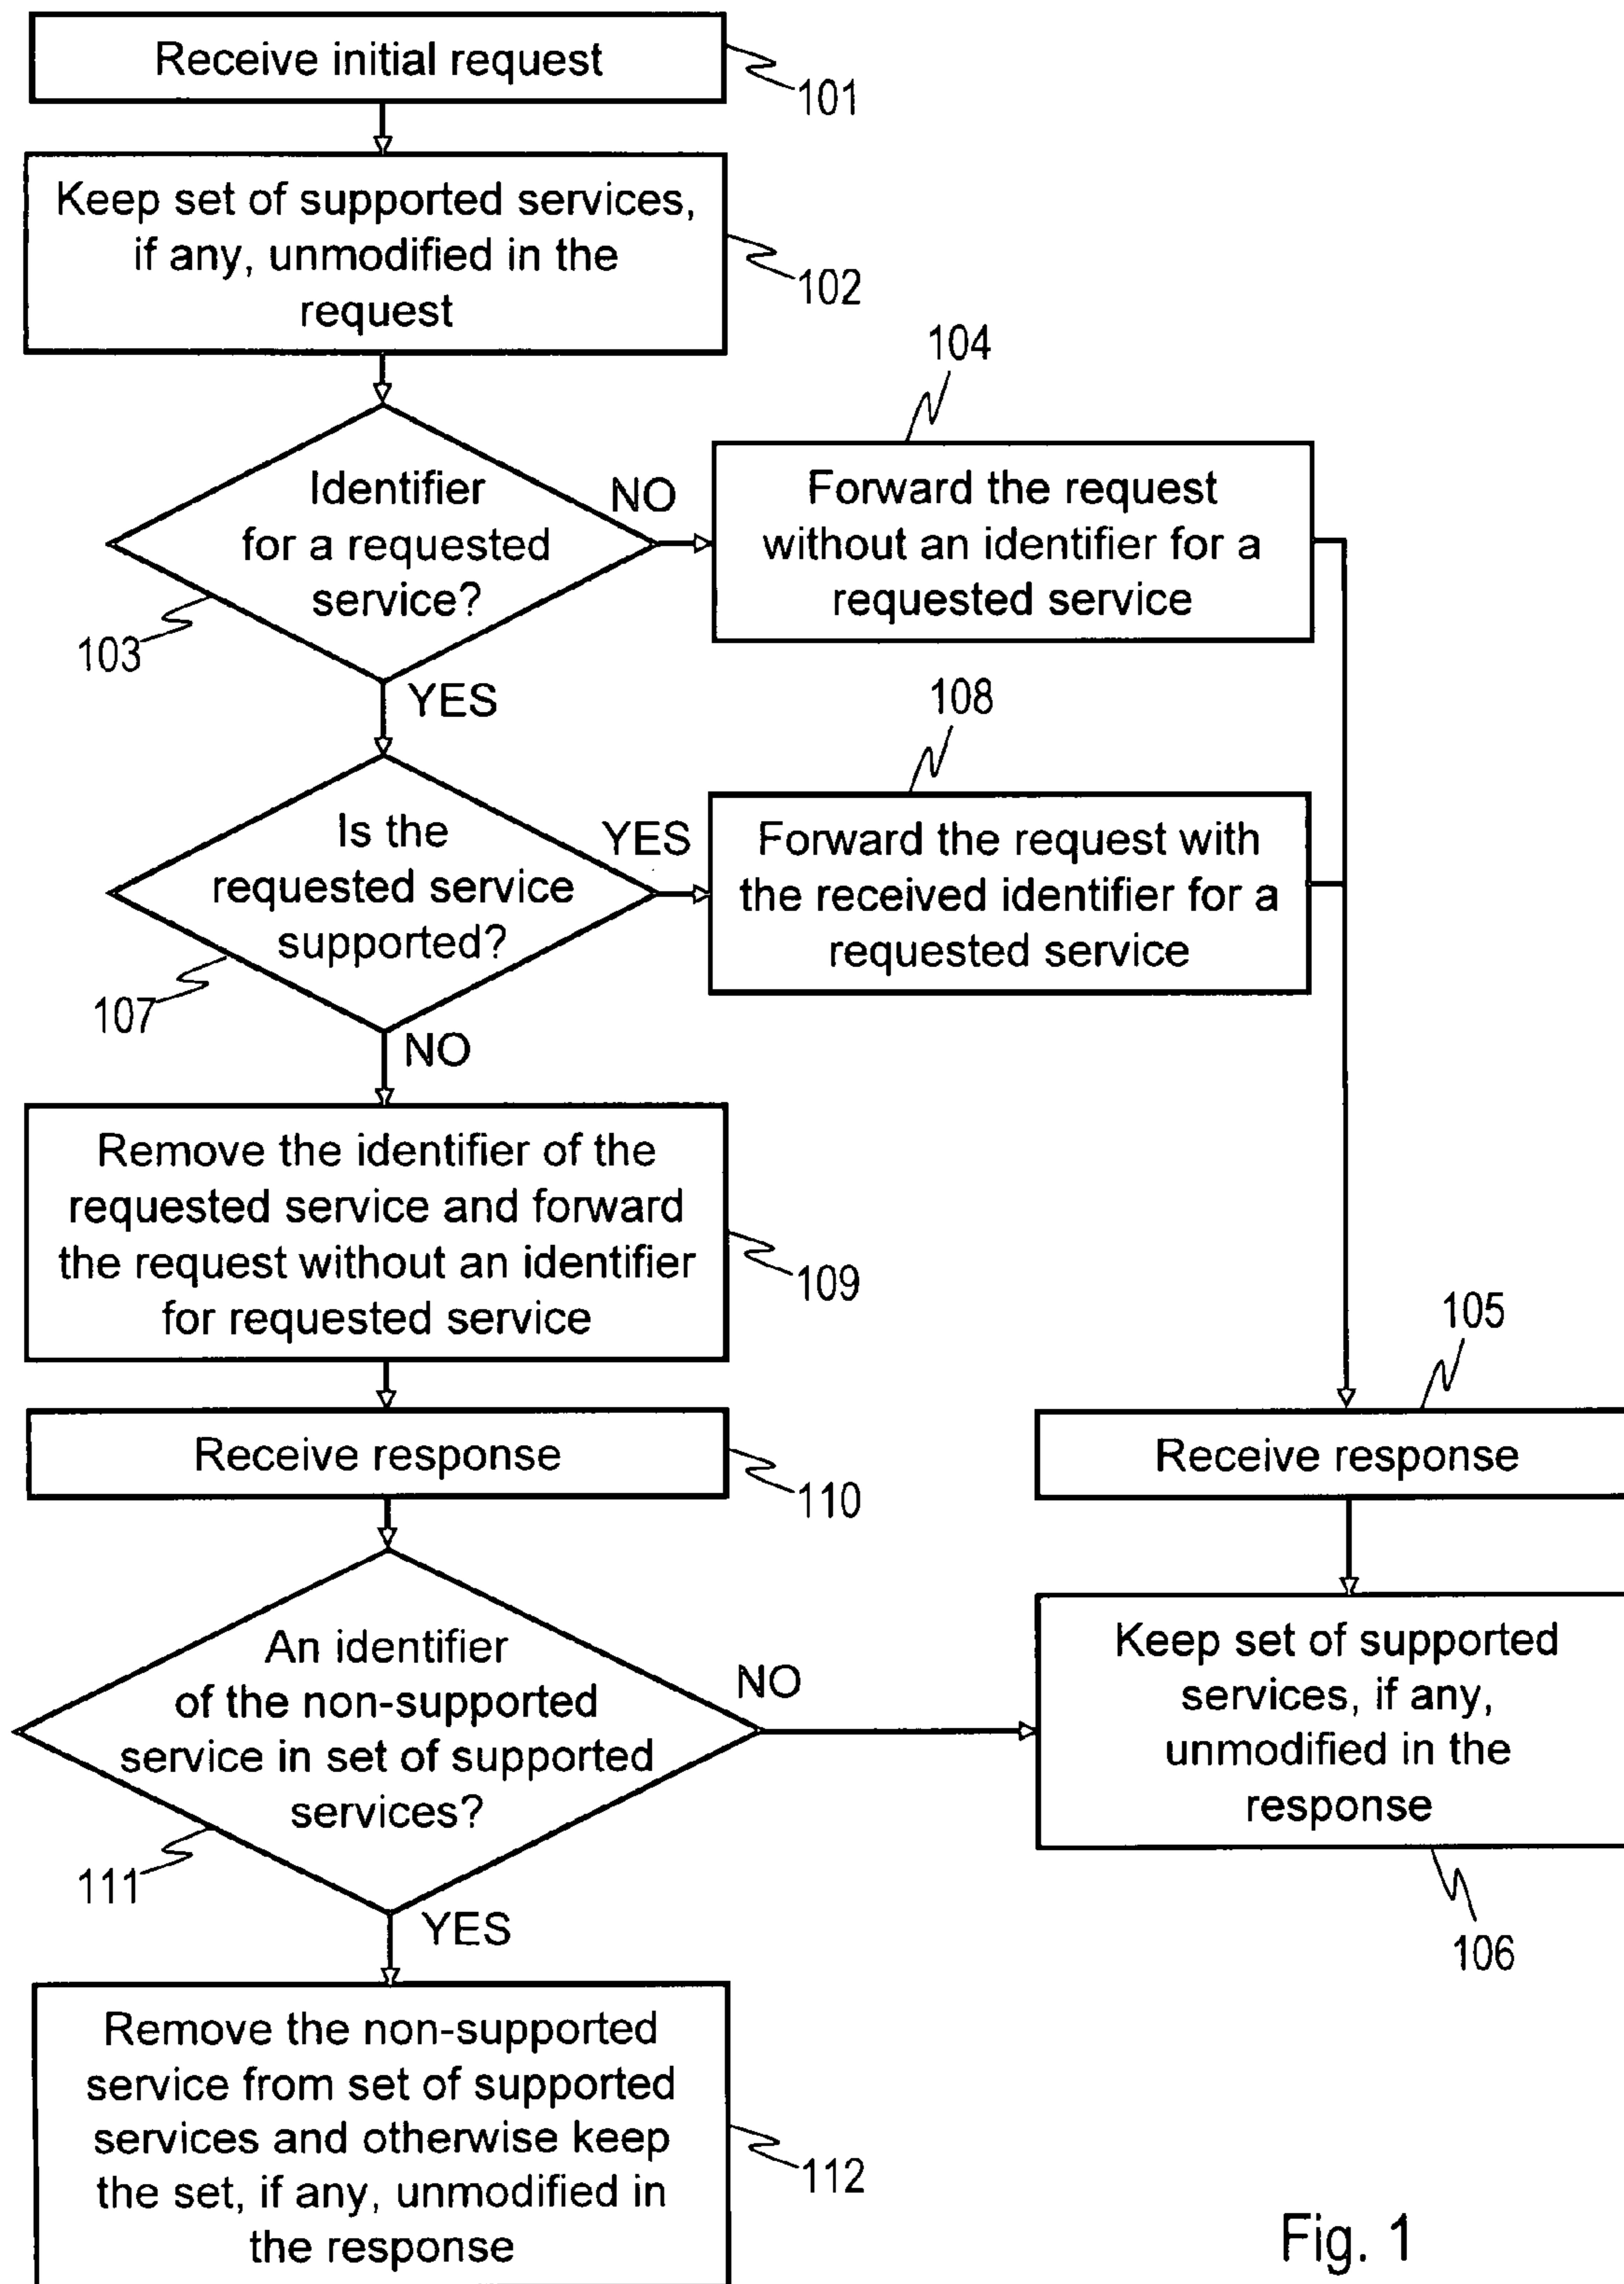 Receive initial request
101
Keep set of supported services,
if any, unmodified in the
request
102
104
Identifier
for a requested
service?
103
NO
Forward the request
without an identifier for a
requested service
YES
108
Is the
requested service
supported?
107
YES
Forward the request with
the received identifier for a
requested service
NO
Remove the identifier of the
requested service and forward
the request without an identifier
for requested service
109
105
Receive response
110
Receive response
An identifier
of the non-supported
service in set of supported
services?
111
NO
Keep set of supported
services, if any,
unmodified in the
response
106
YES
Remove the non-supported
service from set of supported
services and otherwise keep
the set, if any, unmodified in
the response
112
Fig. 1